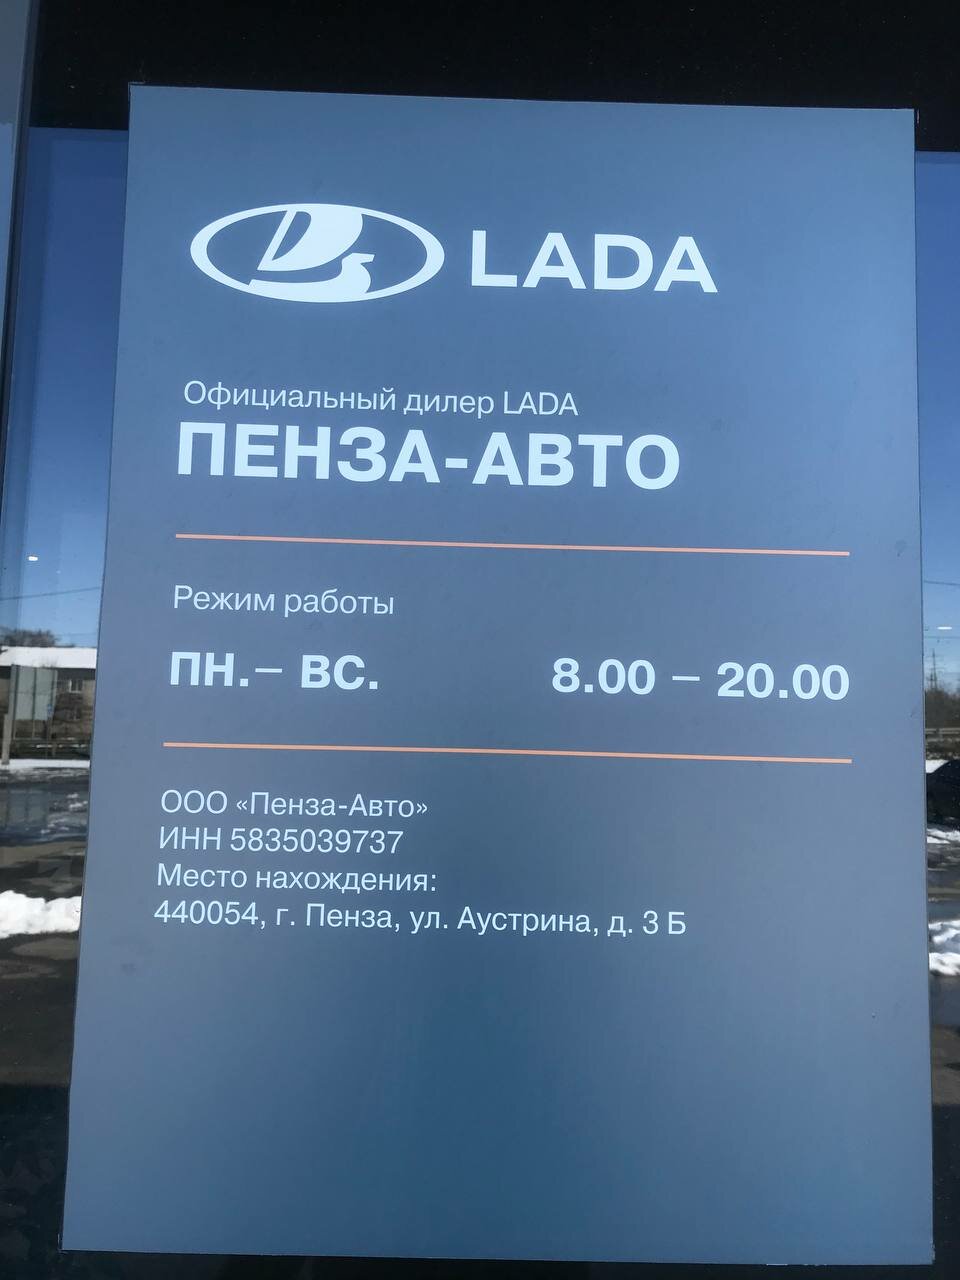 LADA
Официальный дилер LADA
ПЕНЗА-АВТО
Режим работы
ПН. – ВС. 8.00 – 20.00
ООО «Пенза-Авто»
ИНН 5835039737
Место нахождения:
440054, г. Пенза, ул. Аустрина, д. 3 Б